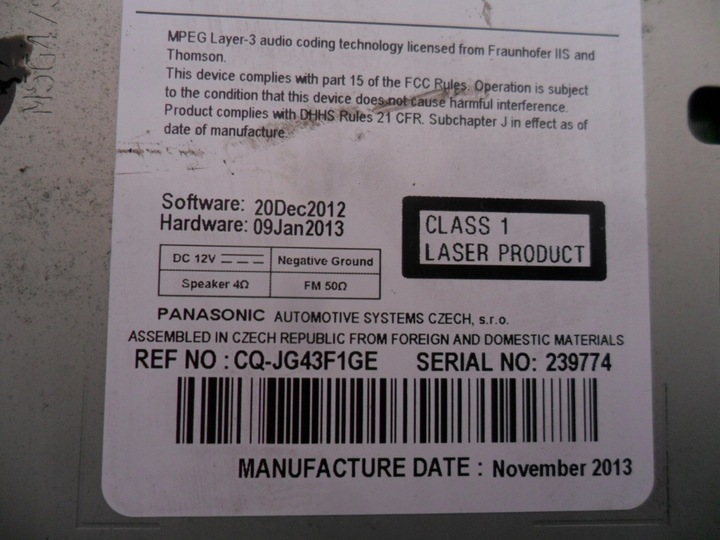 MPEG Layer-3 audio coding technology licensed from Fraunhofer IIS and
Thomson.
This device complies with part 15 of the FCC Rules. Operation is subject
to the condition that this device does not cause harmful interference.
Product complies with DHHS Rules 21 CFR. Subchapter J in effect as of
date of manufacture.
Software: 20Dec2012
Hardware: 09Jan2013
CLASS 1
LASER PRODUCT
DC 12V Negative Ground
Speaker 4Ω FM 50Ω
PANASONIC AUTOMOTIVE SYSTEMS CZECH, s.r.o.
ASSEMBLED IN CZECH REPUBLIC FROM FOREIGN AND DOMESTIC MATERIALS
REF NO : CQ-JG43F1GE SERIAL NO: 239774
MANUFACTURE DATE : November 2013